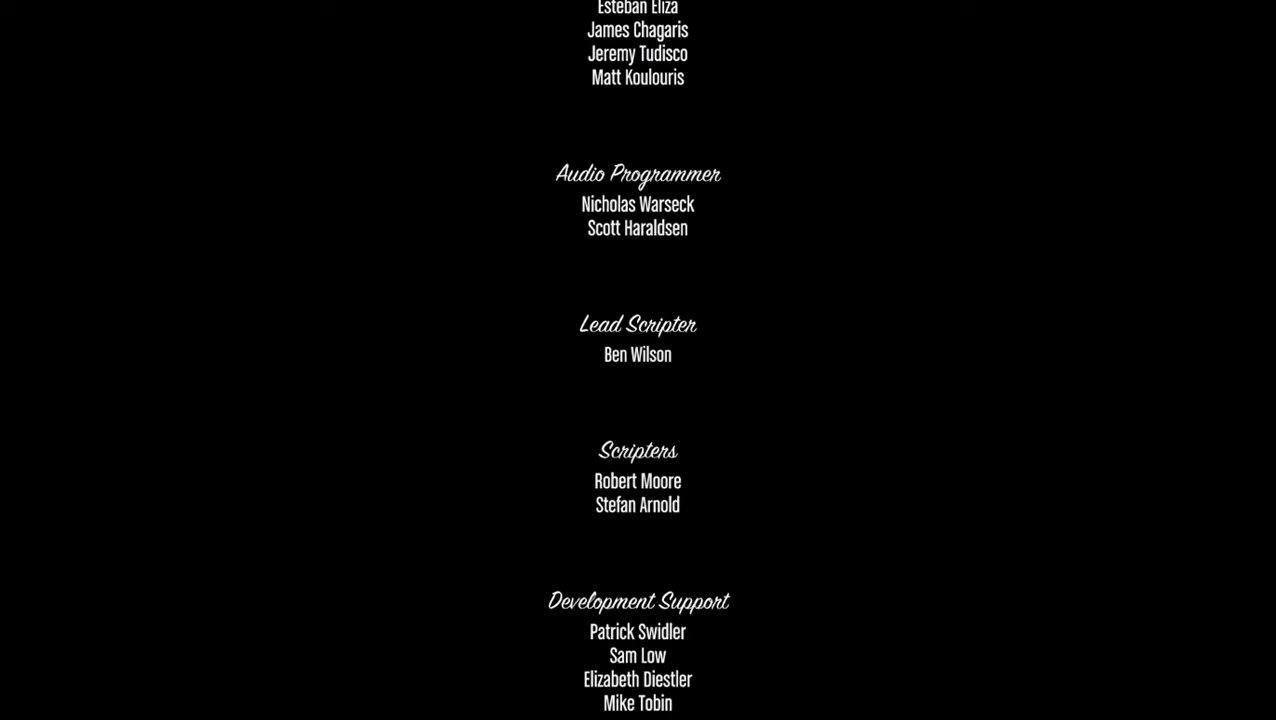 Esteban Eliza
James Chagaris
Jeremy Tudisco
Matt Koulouris
Audio Programmer
Nicholas Warseck
Scott Haraldsen
Lead Scripter
Ben Wilson
Scripters
Robert Moore
Stefan Arnold
Development Support
Patrick Swidler
Sam Low
Elizabeth Diestler
Mike Tobin